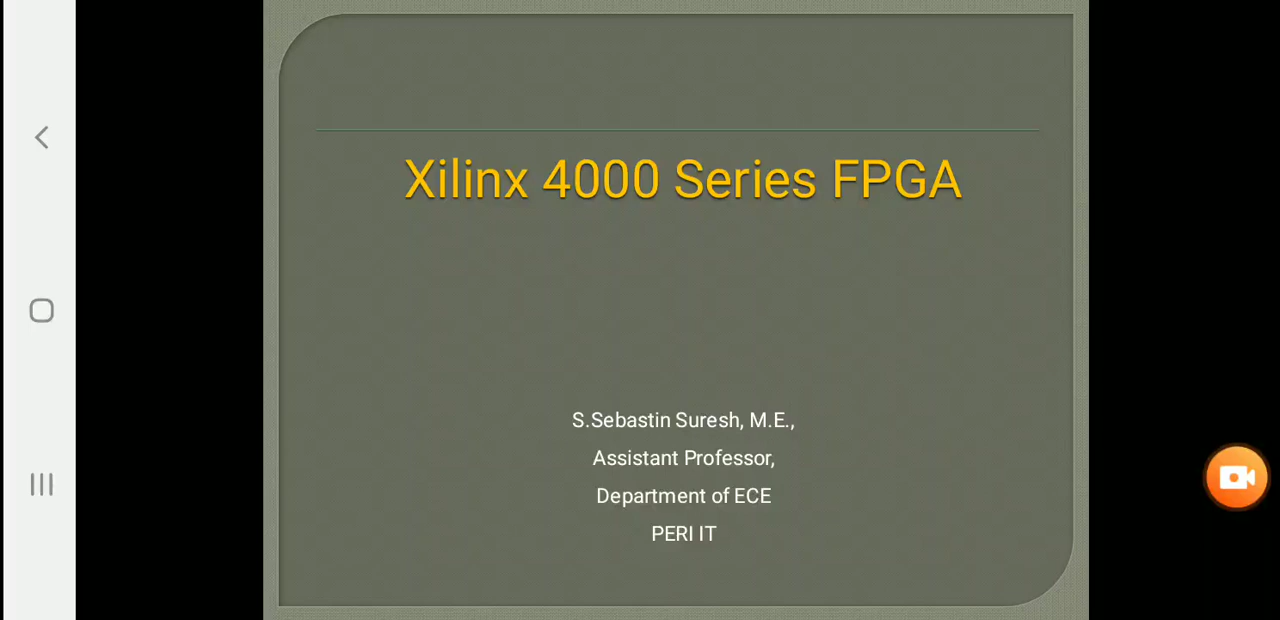 Xilinx 4000 Series FPGA
S.Sebastin Suresh, M.E.,
Assistant Professor,
Department of ECE
PERI IT